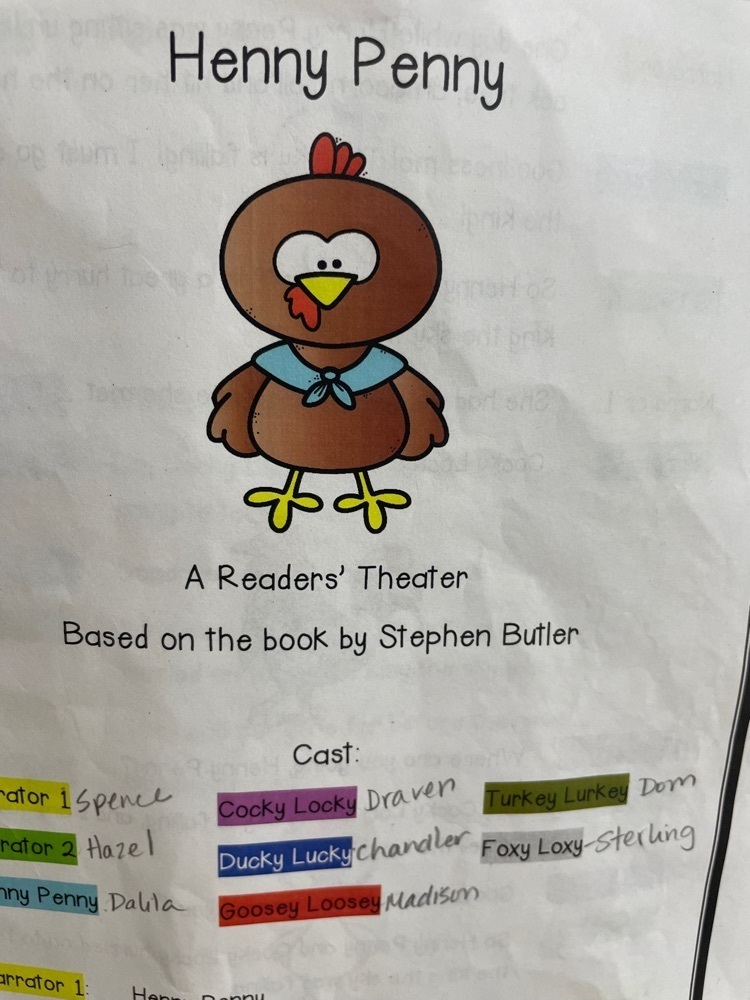 Henny Penny
A Readers' Theater
Based on the book by Stephen Butler
Cast:
rator 1 Spence Cocky Locky Draven Turkey Lurkey Dom
rator 2 Hazel Ducky Lucky Chandler Foxy Loxy Sterling
nny Penny Dalila Goosey Loosey Madison
arrator 1: Henny Penny